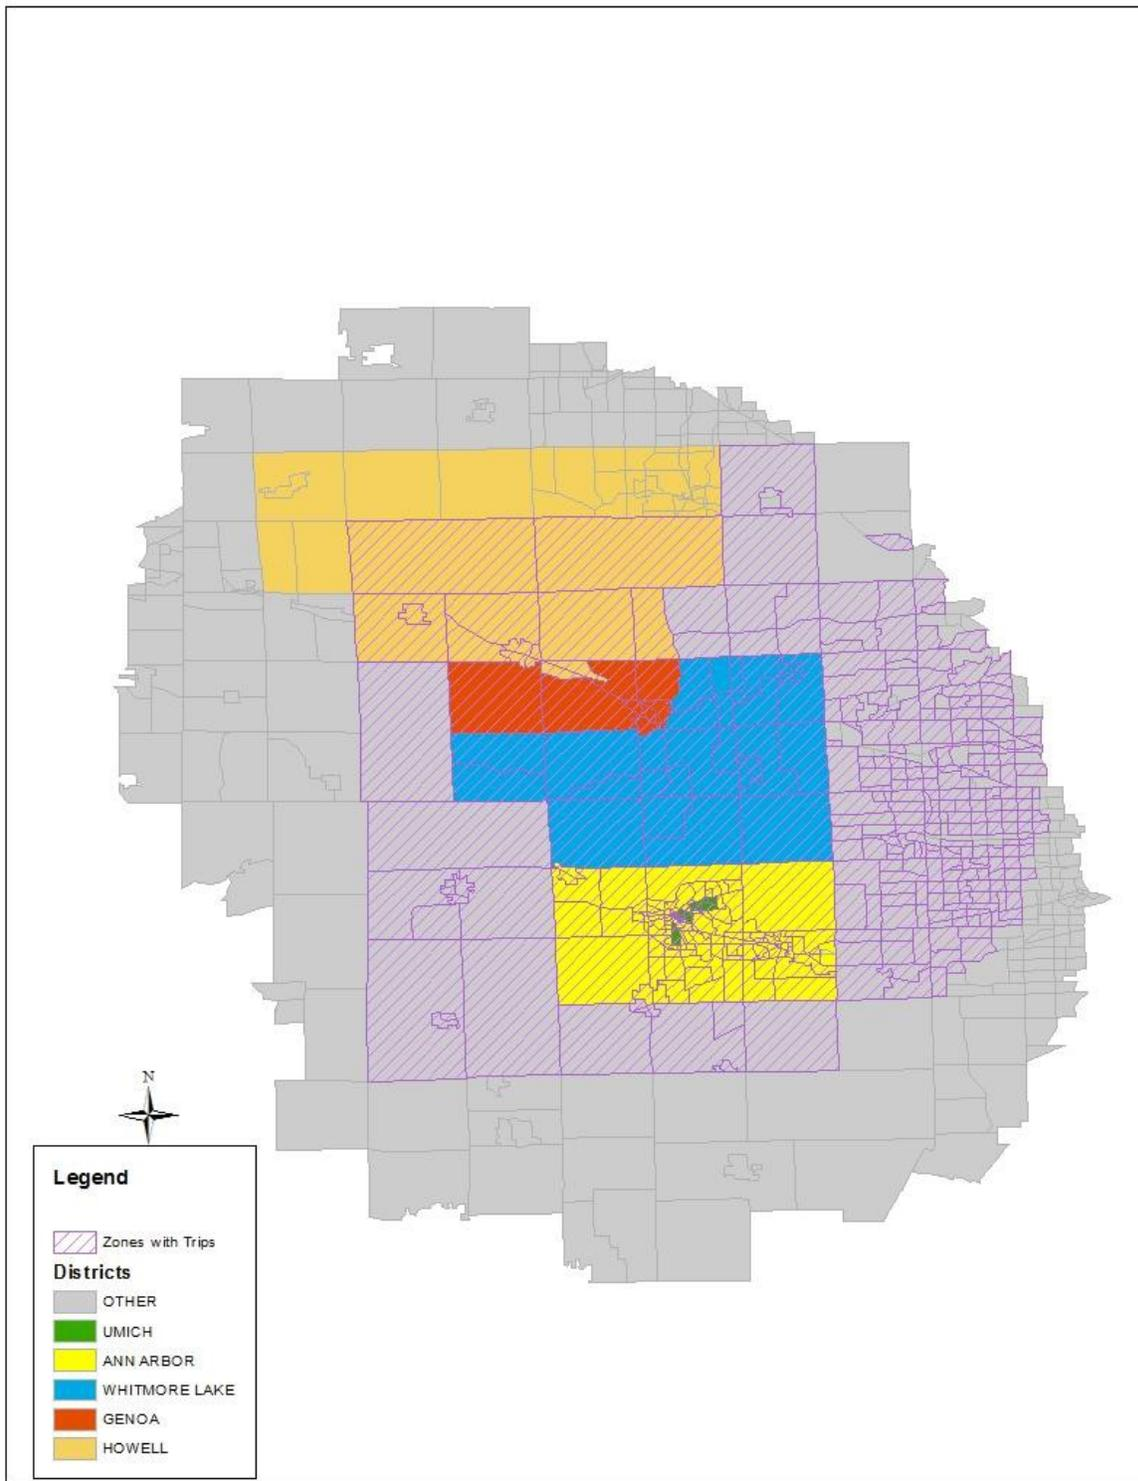 N
Legend
Zones with Trips
Districts
OTHER
UMICH
ANN ARBOR
WHITMORE LAKE
GENOA
HOWELL